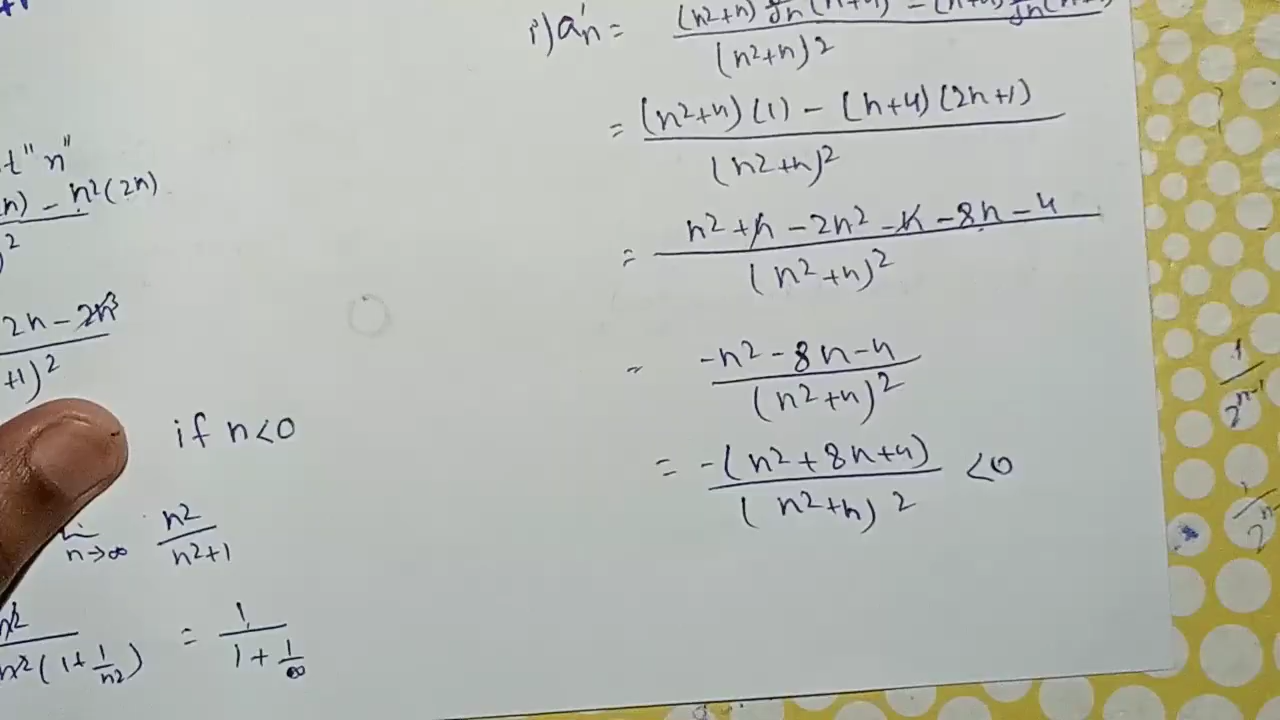 t" n"
n) - n²(2n)
2
2n - 2n³
+1)²
if n<0
n→∞ n²/n²+1
n²/n²(1+1/n²) = 1/1+1/∞
i) a'n = (n²+n) d/dn (n+4) - (n+4) d/dn (n²+n)/(n²+n)²
= (n²+n)(1) - (n+4)(2n+1)/(n²+n)²
= n²+n-2n²-n-8n-4/(n²+n)²
= -n²-8n-4/(n²+n)²
= -(n²+8n+4)/(n²+n)² <0